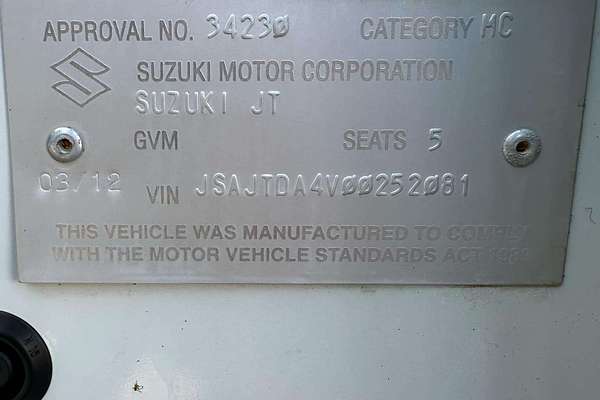 APPROVAL NO. 34230 CATEGORY MC
SUZUKI MOTOR CORPORATION
SUZUKI JT
GVM SEATS 5
03/12 VIN JSAJTDA4V00252081
THIS VEHICLE WAS MANUFACTURED TO COMPLY
WITH THE MOTOR VEHICLE STANDARDS ACT 1989